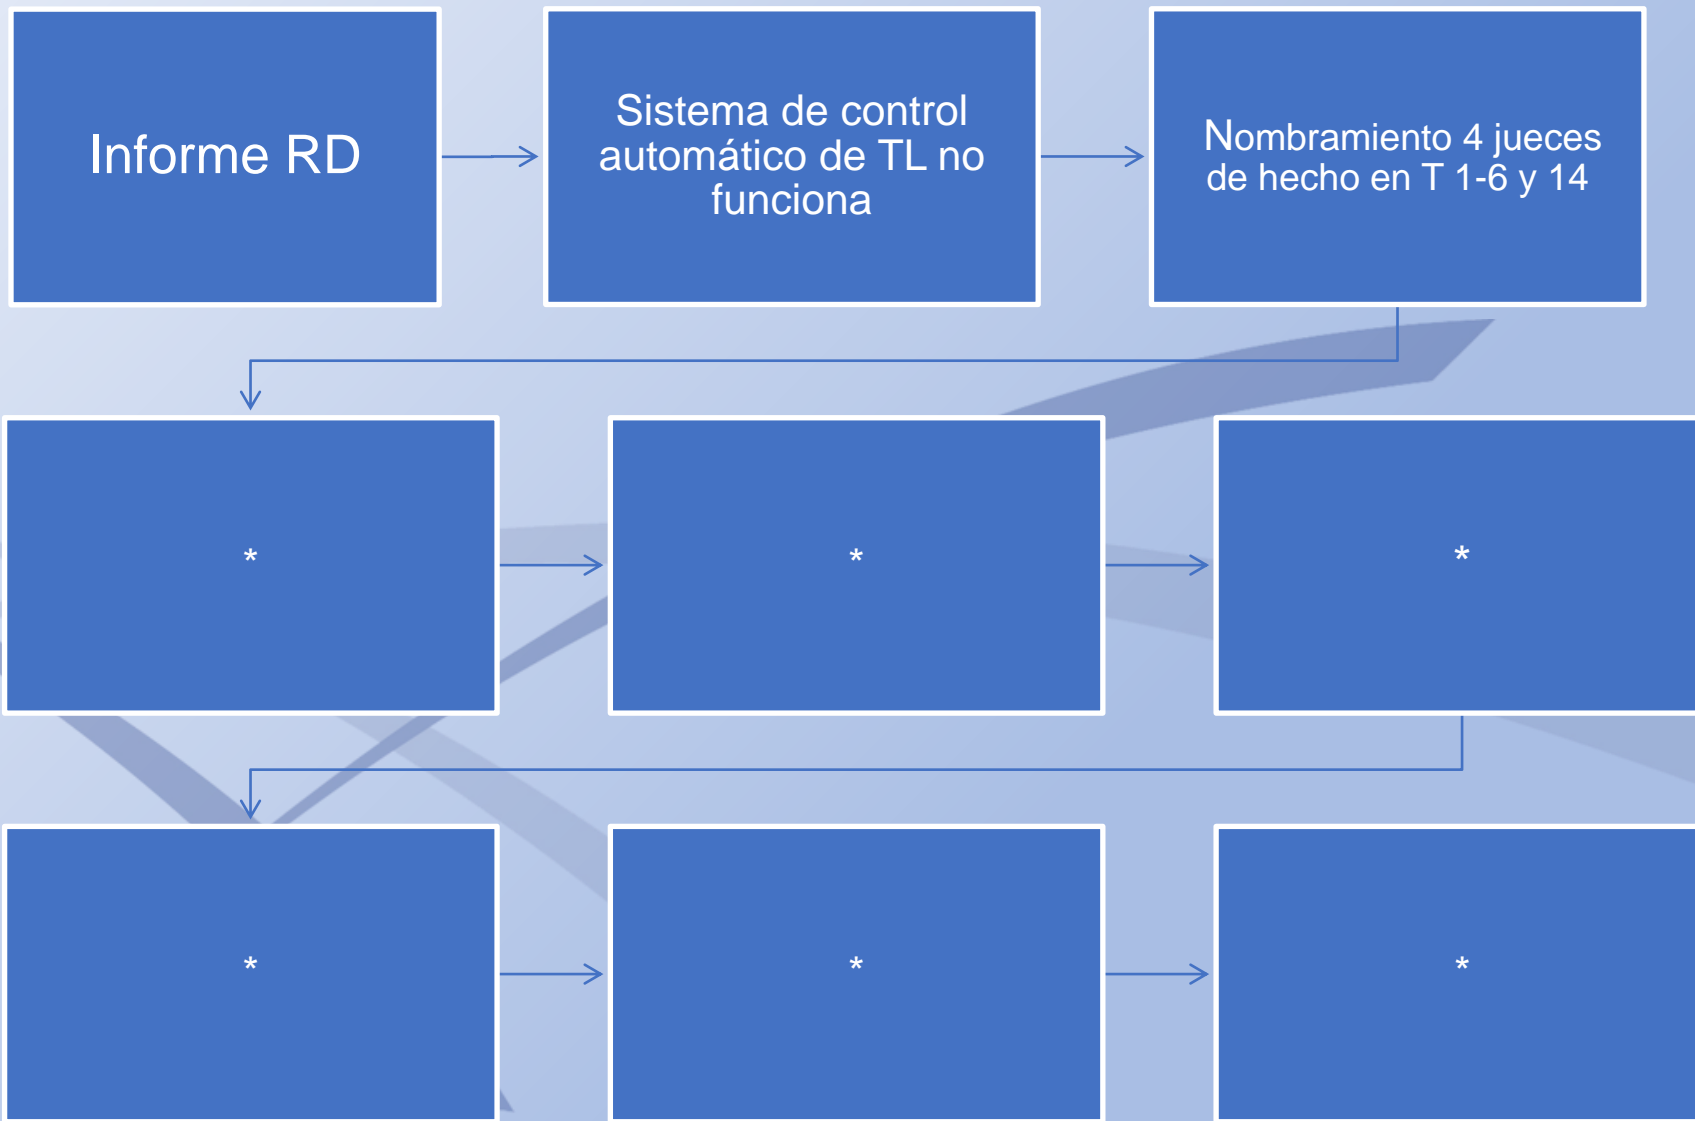 Informe RD
Sistema de control
automático de TL no
funciona
Nombramiento 4 jueces
de hecho en T 1-6 y 14
*
*
*
*
*
*